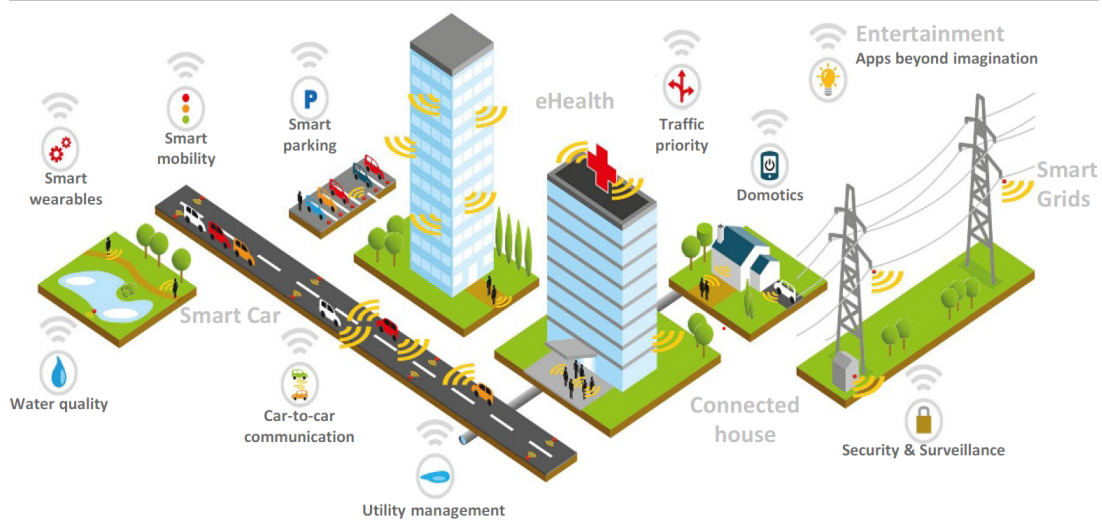 Entertainment
Apps beyond imagination
eHealth
Smart
wearables
Smart
mobility
P
Smart
parking
Traffic
priority
Domotics
Smart
Grids
Smart Car
Water quality
Car-to-car
communication
Utility management
Connected
house
Security & Surveillance